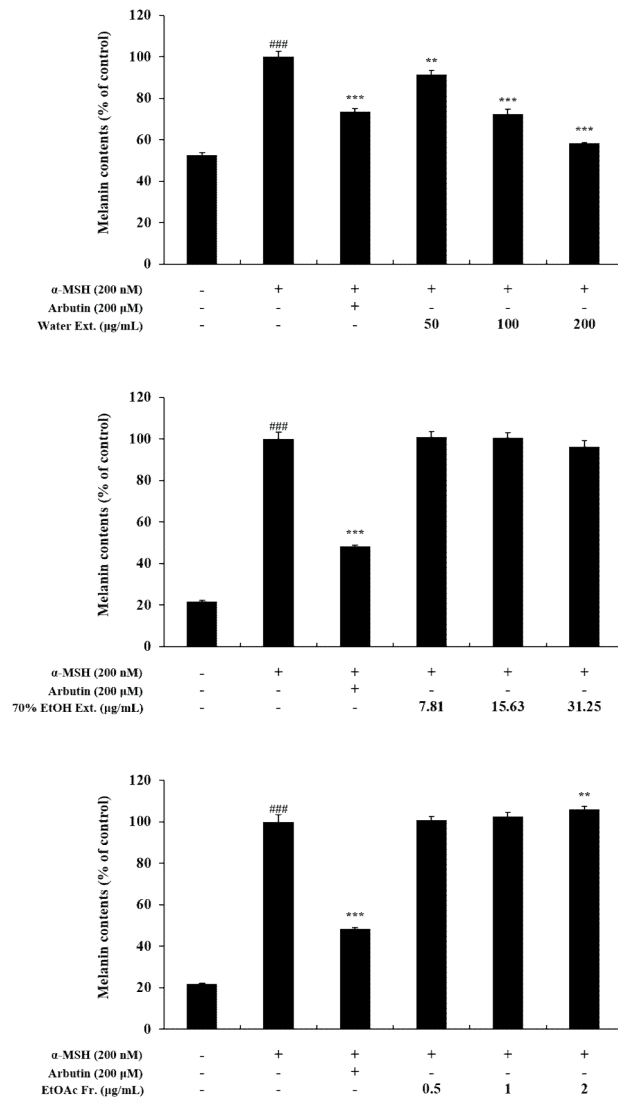 120
###
100
**
***
***
80
***
60
40
20
0
Melanin contents (% of control)
α-MSH (200 nM) - + + + + +
Arbutin (200 μM) - - + - - -
Water Ext. (μg/mL) - - - 50 100 200
120
###
100
80
***
60
40
20
0
Melanin contents (% of control)
α-MSH (200 nM) - + + + + +
Arbutin (200 μM) - - + - - -
70% EtOH Ext. (μg/mL) - - - 7.81 15.63 31.25
120
###
**
100
80
***
60
40
20
0
Melanin contents (% of control)
α-MSH (200 nM) - + + + + +
Arbutin (200 μM) - - + - - -
EtOAc Fr. (μg/mL) - - - 0.5 1 2